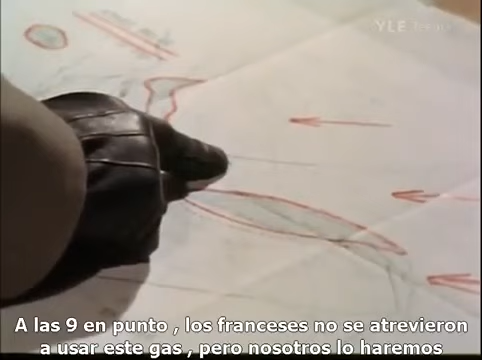 YLE
A las 9 en punto , los franceses no se atrevieron
a usar este gas , pero nosotros lo haremos